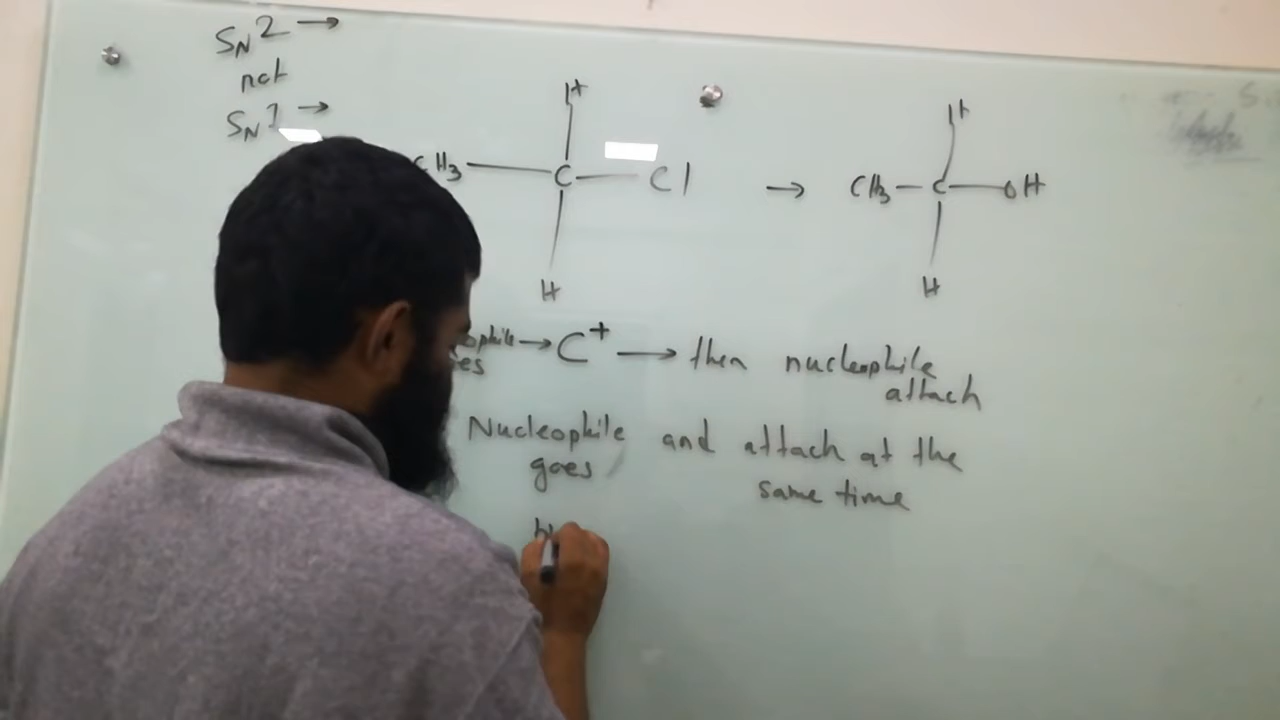 SN2 →
not
SN1 →
H
CH3 — C — Cl → CH3 — C — OH
H
H
H
→ C+ → then nucleophile
attach
Nucleophile and attach at the
goes same time